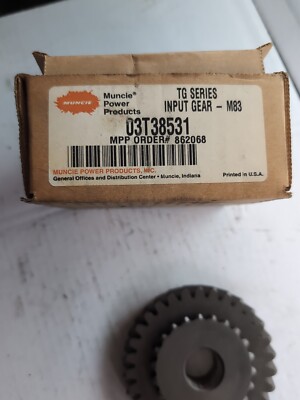 MUNCIE
Muncie®
Power
Products
TG SERIES
INPUT GEAR - M83
03T38531
MPP ORDER# 862068
MUNCIE POWER PRODUCTS, INC.
General Offices and Distribution Center • Muncie, Indiana
Printed in U.S.A.